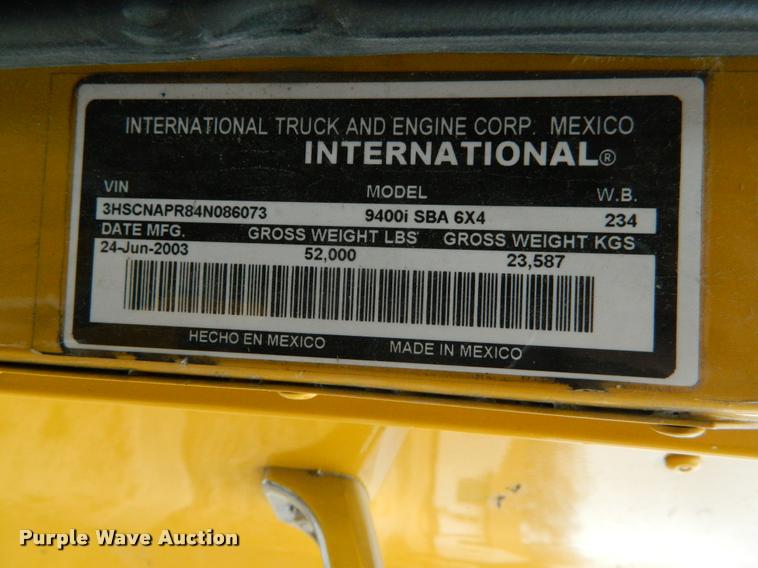 INTERNATIONAL TRUCK AND ENGINE CORP. MEXICO
INTERNATIONAL®
VIN MODEL W.B.
3HSCNAPR84N086073 9400i SBA 6X4 234
DATE MFG. GROSS WEIGHT LBS GROSS WEIGHT KGS
24-Jun-2003 52,000 23,587
HECHO EN MEXICO MADE IN MEXICO
Purple Wave Auction